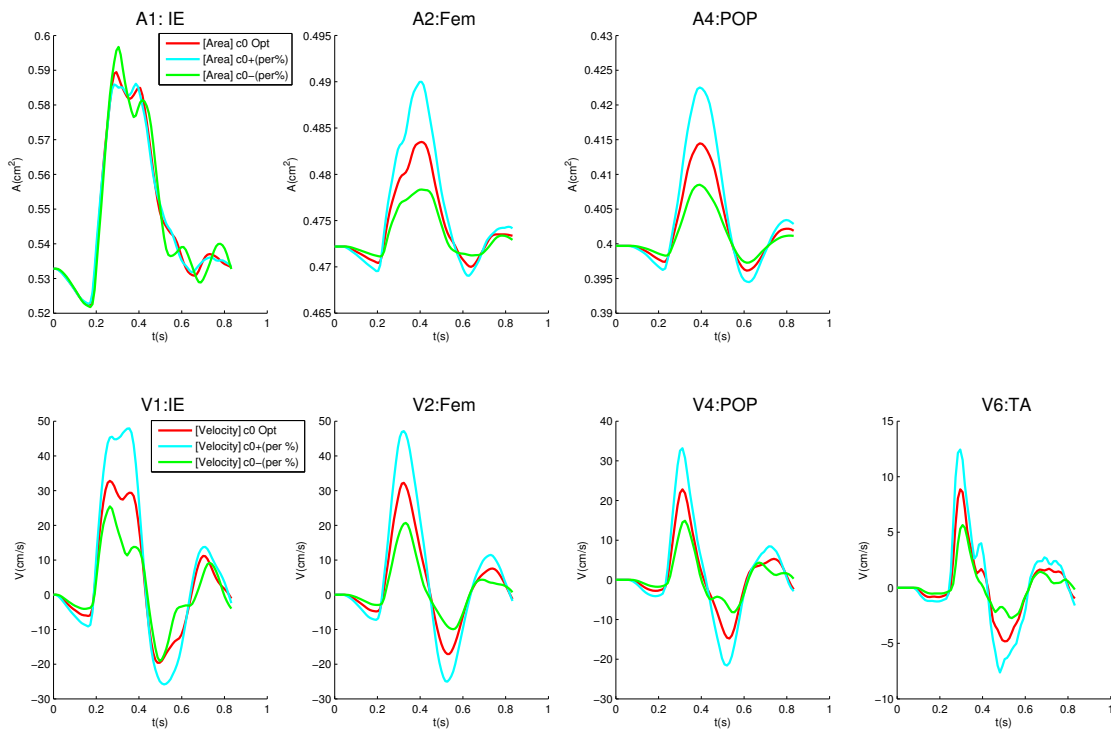 A1: IE
A2:Fem
A4:POP
[Area] c0 Opt
[Area] c0+(per%)
[Area] c0−(per%)
A(cm²)
0.6
0.59
0.58
0.57
0.56
0.55
0.54
0.53
0.52
0 0.2 0.4 0.6 0.8 1
t(s)
A(cm²)
0.495
0.49
0.485
0.48
0.475
0.47
0.465
0 0.2 0.4 0.6 0.8 1
t(s)
A(cm²)
0.43
0.425
0.42
0.415
0.41
0.405
0.4
0.395
0.39
0 0.2 0.4 0.6 0.8 1
t(s)
V1:IE
V2:Fem
V4:POP
V6:TA
[Velocity] c0 Opt
[Velocity] c0+(per %)
[Velocity] c0−(per %)
V(cm/s)
50
40
30
20
10
0
−10
−20
−30
0 0.2 0.4 0.6 0.8 1
t(s)
V(cm/s)
50
40
30
20
10
0
−10
−20
−30
0 0.2 0.4 0.6 0.8 1
t(s)
V(cm/s)
40
30
20
10
0
−10
−20
−30
0 0.2 0.4 0.6 0.8 1
t(s)
V(cm/s)
15
10
5
0
−5
−10
0 0.2 0.4 0.6 0.8 1
t(s)